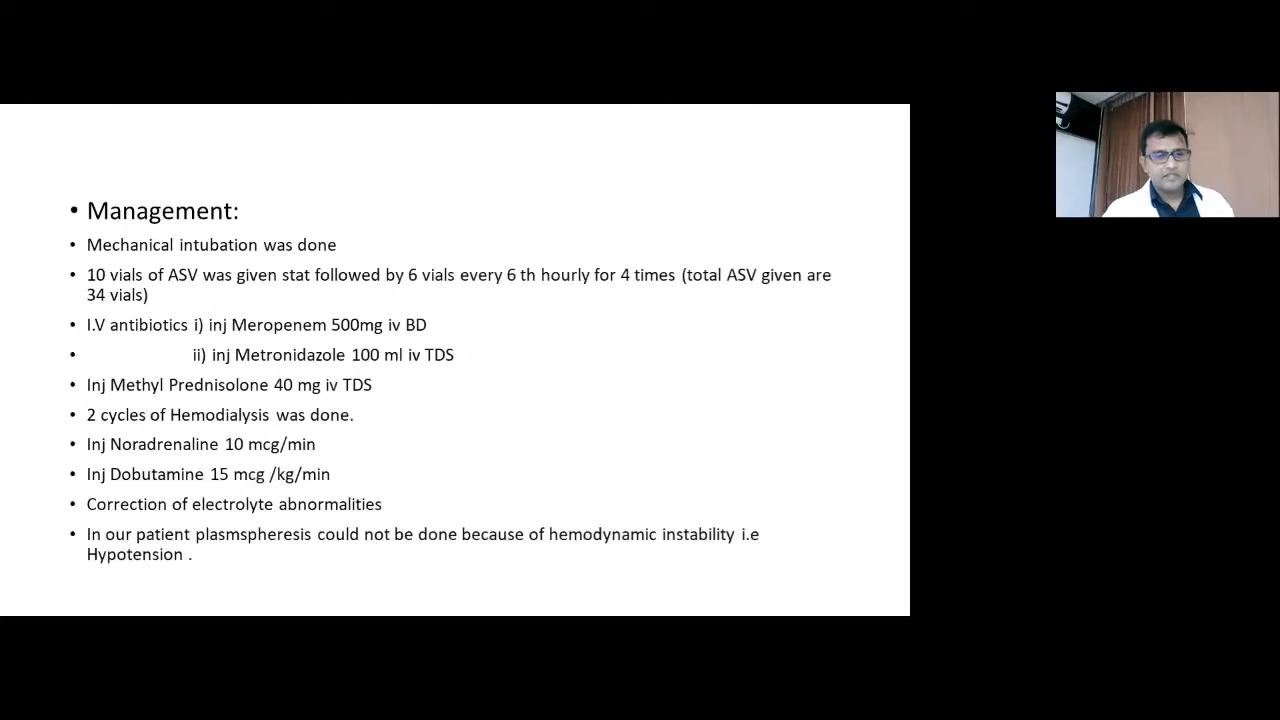 • Management:
• Mechanical intubation was done
• 10 vials of ASV was given stat followed by 6 vials every 6 th hourly for 4 times (total ASV given are
34 vials)
• I.V antibiotics i) inj Meropenem 500mg iv BD
• ii) inj Metronidazole 100 ml iv TDS
• Inj Methyl Prednisolone 40 mg iv TDS
• 2 cycles of Hemodialysis was done.
• Inj Noradrenaline 10 mcg/min
• Inj Dobutamine 15 mcg /kg/min
• Correction of electrolyte abnormalities
• In our patient plasmspheresis could not be done because of hemodynamic instability i.e
Hypotension .